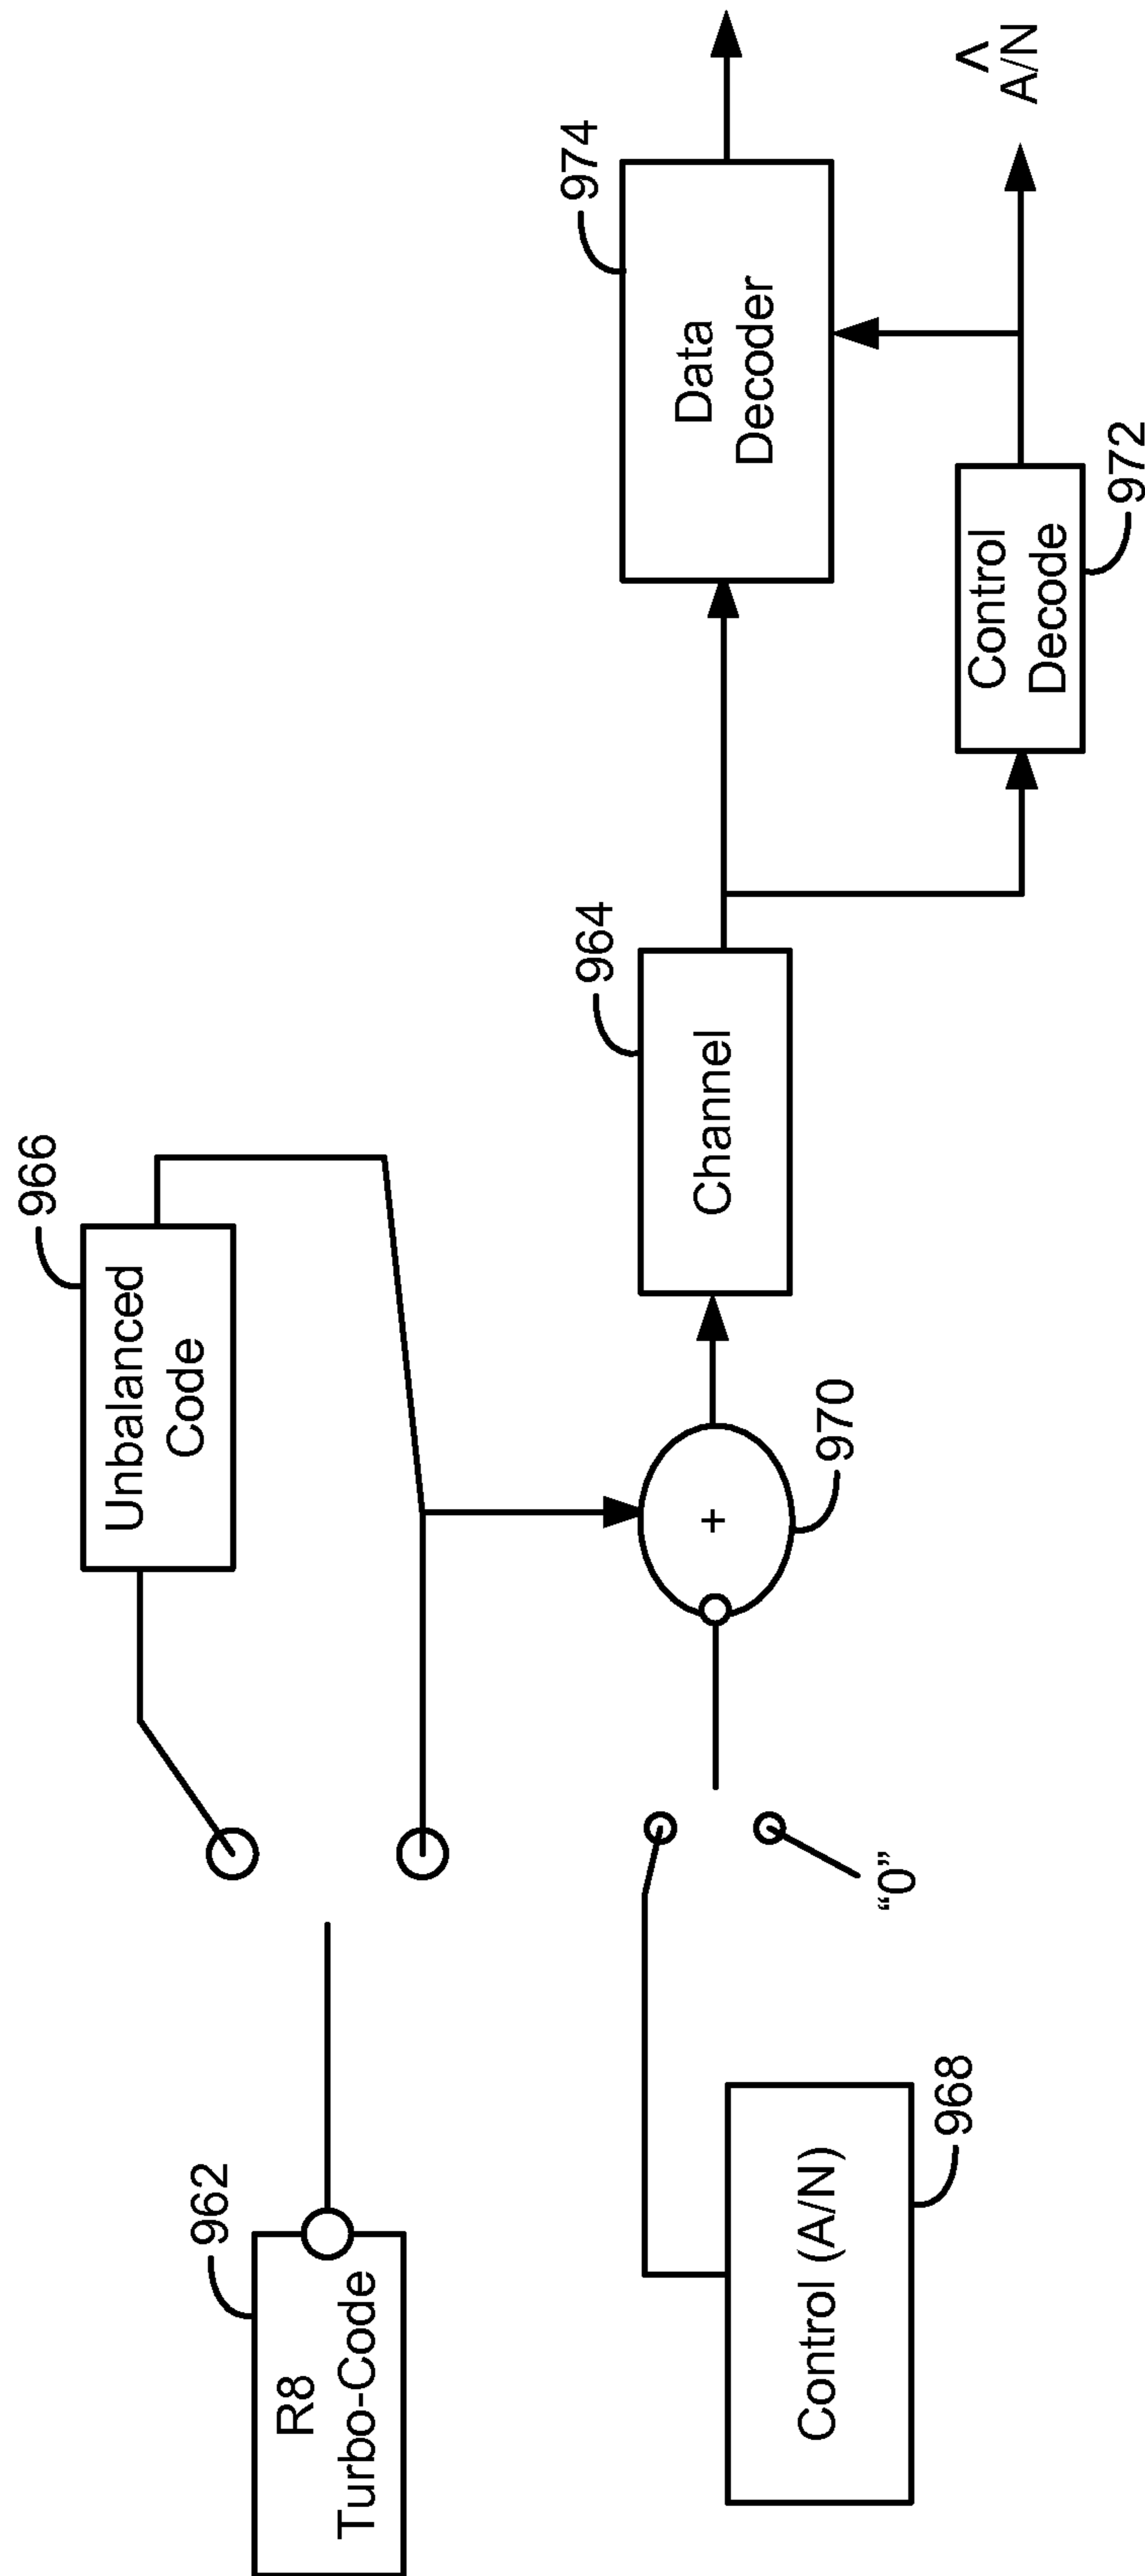 966
Unbalanced
Code
962
R8
Turbo-Code
974
Data
Decoder
964
Channel
+
970
^
A/N
Control
Decode
972
"0"
Control (A/N)
968